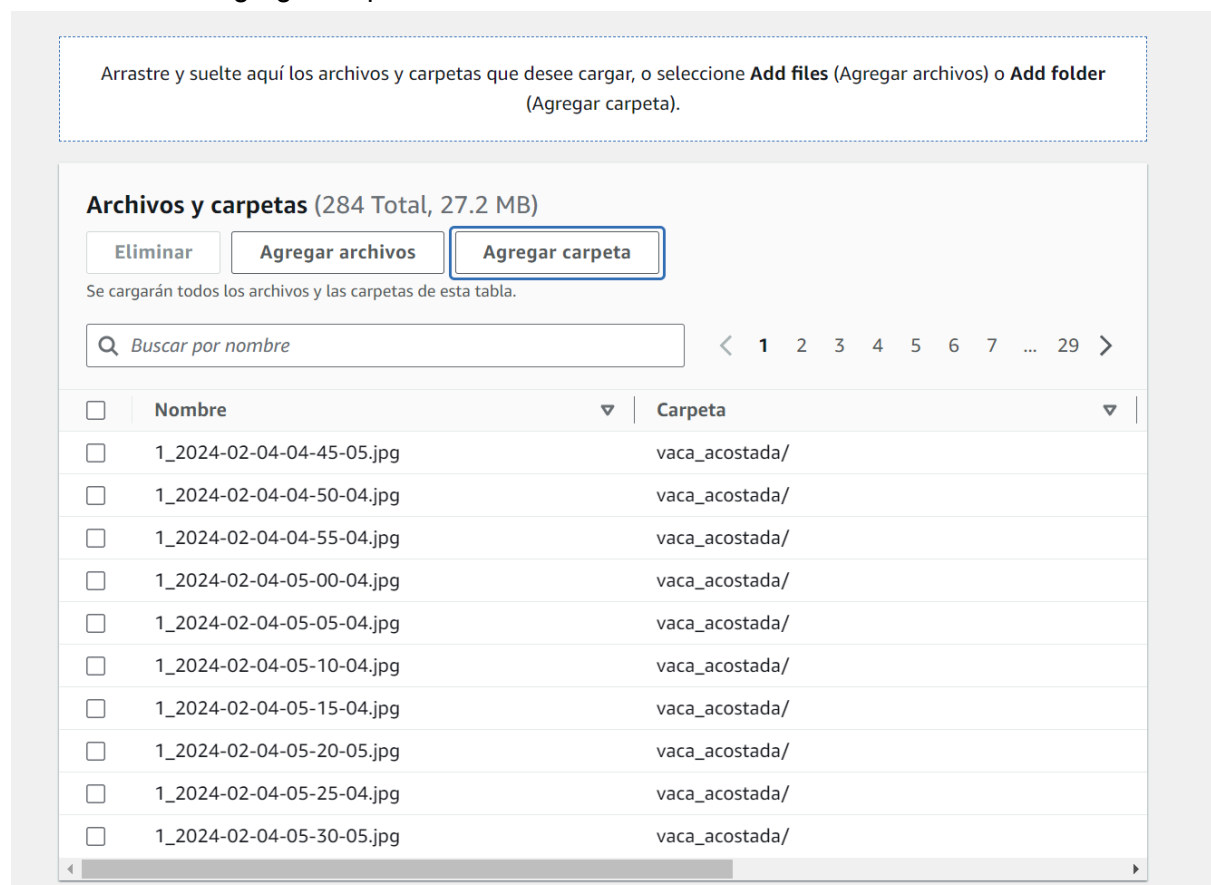 Arrastre y suelte aquí los archivos y carpetas que desee cargar, o seleccione Add files (Agregar archivos) o Add folder
(Agregar carpeta).
Archivos y carpetas (284 Total, 27.2 MB)
Eliminar Agregar archivos Agregar carpeta
Se cargarán todos los archivos y las carpetas de esta tabla.
Buscar por nombre < 1 2 3 4 5 6 7 ... 29 >
Nombre Carpeta
1_2024-02-04-04-45-05.jpg vaca_acostada/
1_2024-02-04-04-50-04.jpg vaca_acostada/
1_2024-02-04-04-55-04.jpg vaca_acostada/
1_2024-02-04-05-00-04.jpg vaca_acostada/
1_2024-02-04-05-05-04.jpg vaca_acostada/
1_2024-02-04-05-10-04.jpg vaca_acostada/
1_2024-02-04-05-15-04.jpg vaca_acostada/
1_2024-02-04-05-20-05.jpg vaca_acostada/
1_2024-02-04-05-25-04.jpg vaca_acostada/
1_2024-02-04-05-30-05.jpg vaca_acostada/